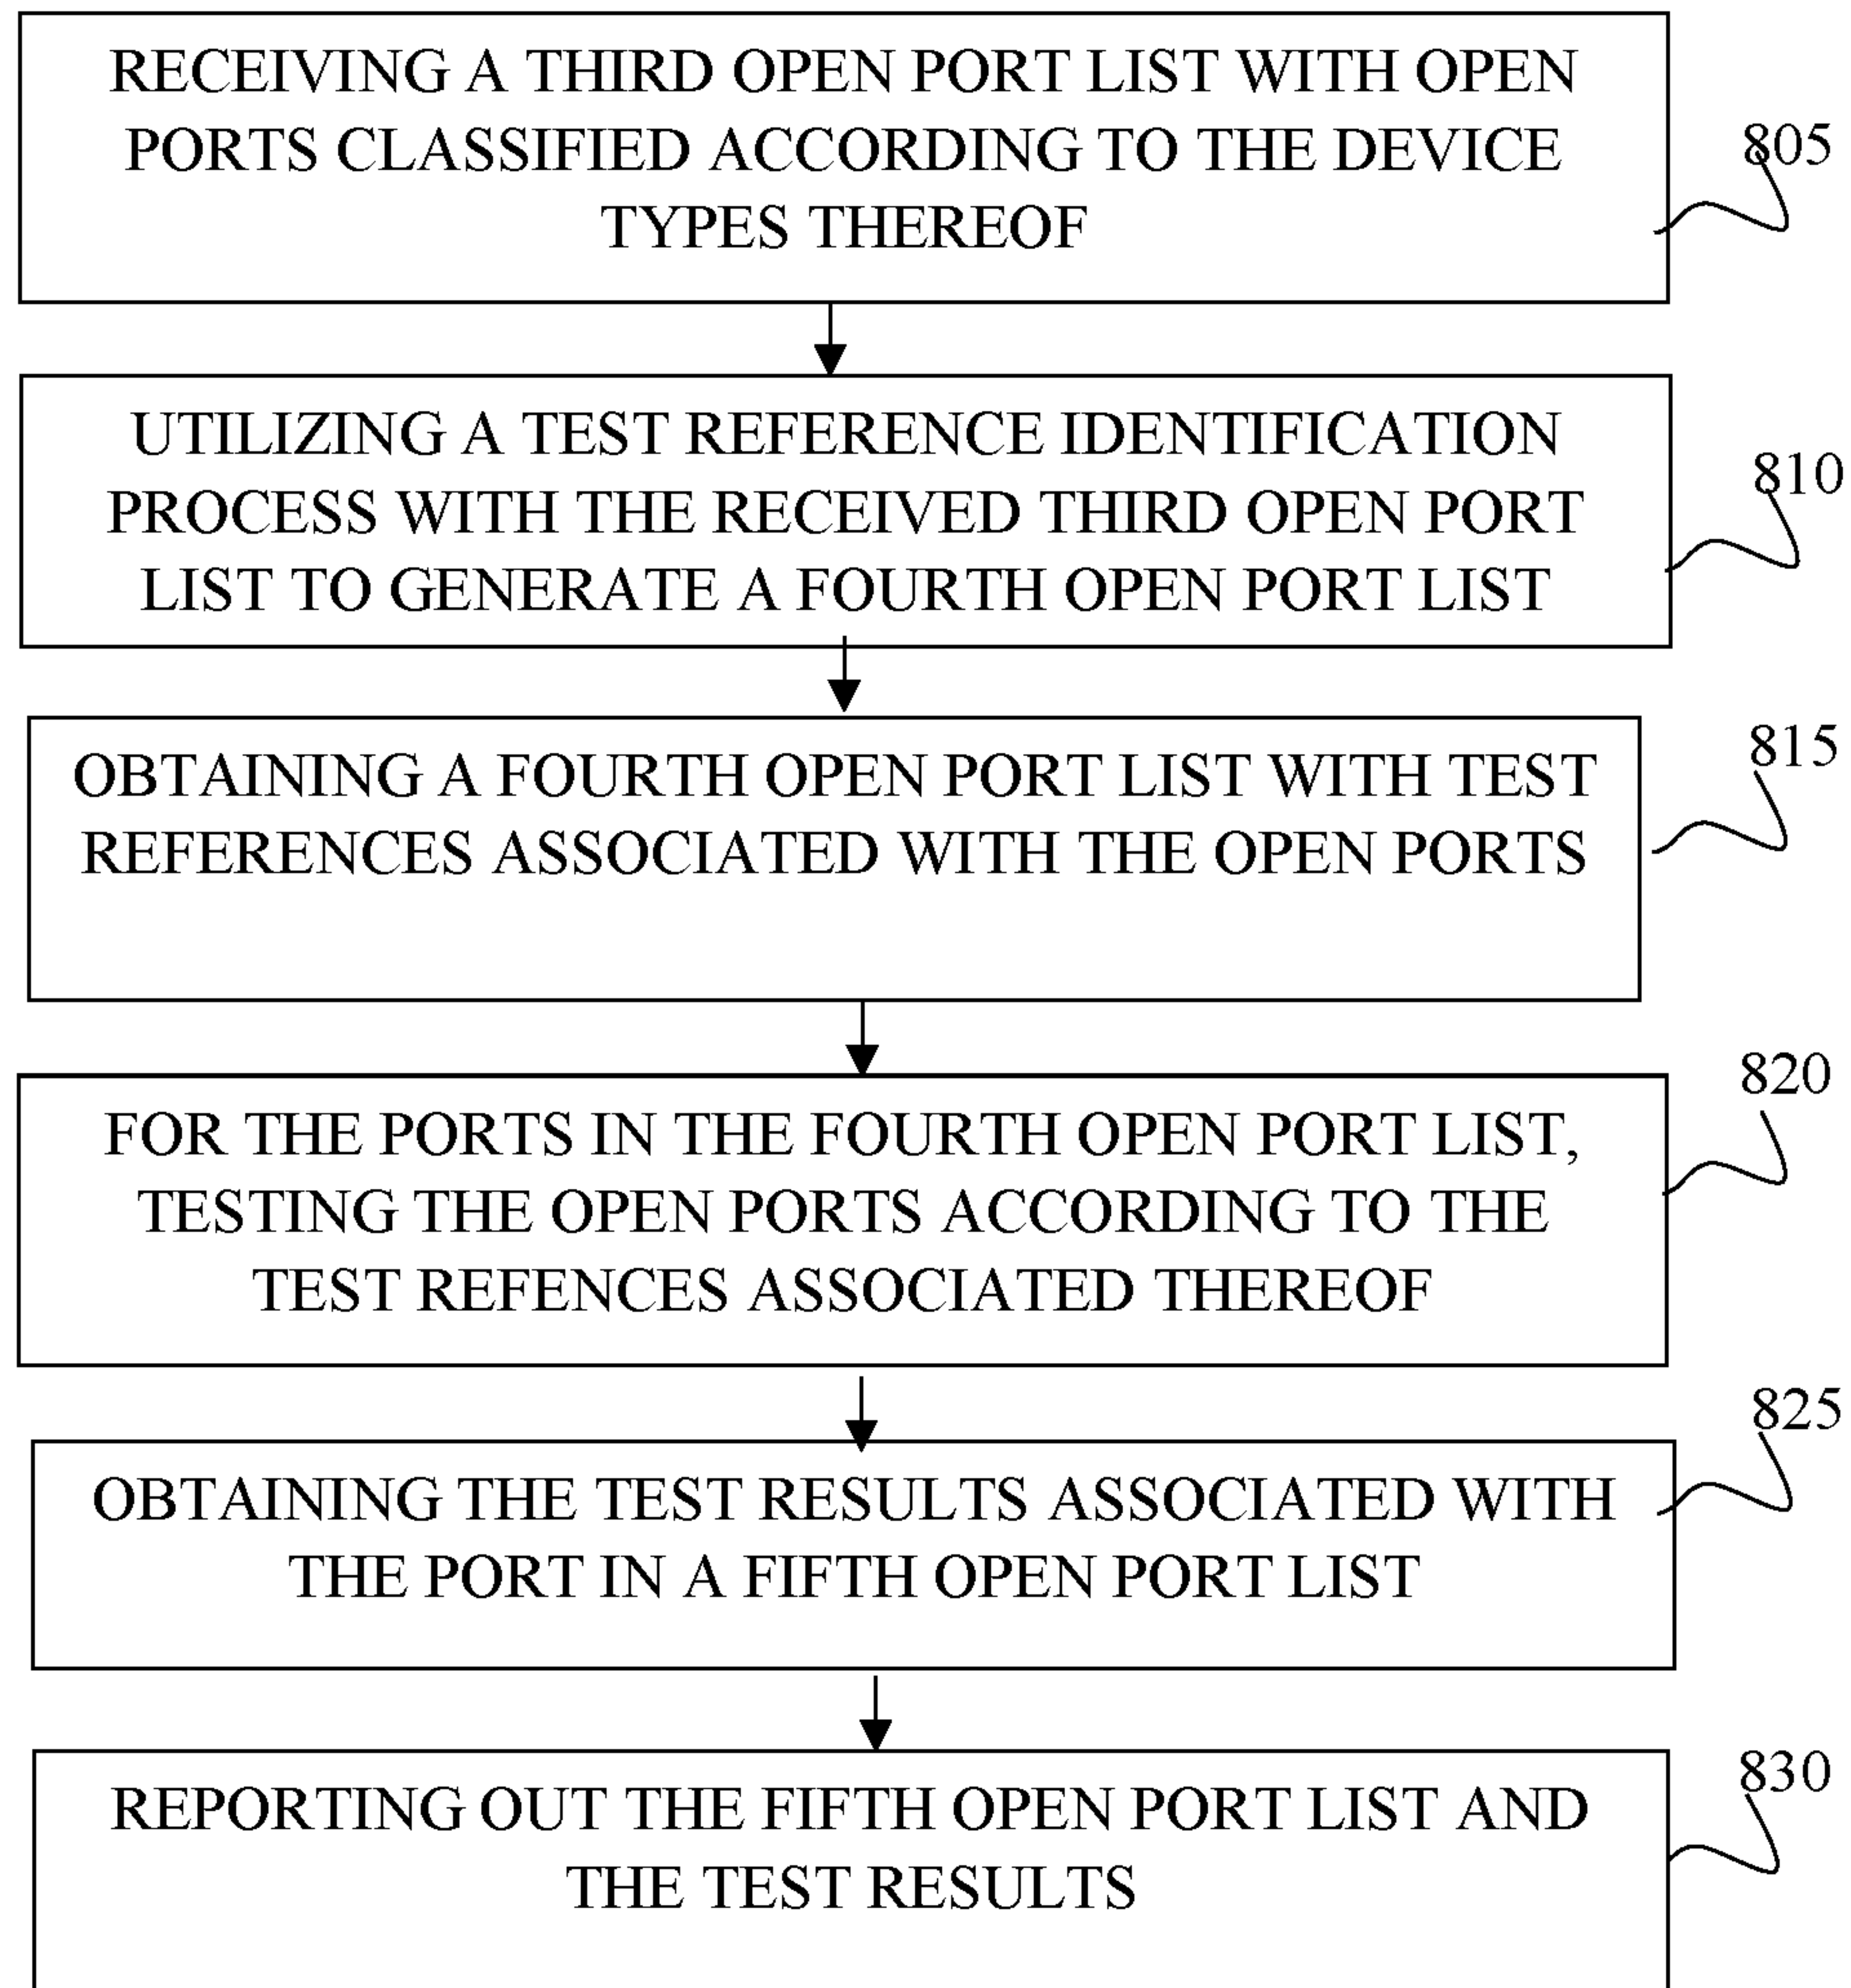 RECEIVING A THIRD OPEN PORT LIST WITH OPEN
PORTS CLASSIFIED ACCORDING TO THE DEVICE
TYPES THEREOF
805
UTILIZING A TEST REFERENCE IDENTIFICATION
PROCESS WITH THE RECEIVED THIRD OPEN PORT
LIST TO GENERATE A FOURTH OPEN PORT LIST
810
OBTAINING A FOURTH OPEN PORT LIST WITH TEST
REFERENCES ASSOCIATED WITH THE OPEN PORTS
815
FOR THE PORTS IN THE FOURTH OPEN PORT LIST,
TESTING THE OPEN PORTS ACCORDING TO THE
TEST REFENCES ASSOCIATED THEREOF
820
OBTAINING THE TEST RESULTS ASSOCIATED WITH
THE PORT IN A FIFTH OPEN PORT LIST
825
REPORTING OUT THE FIFTH OPEN PORT LIST AND
THE TEST RESULTS
830